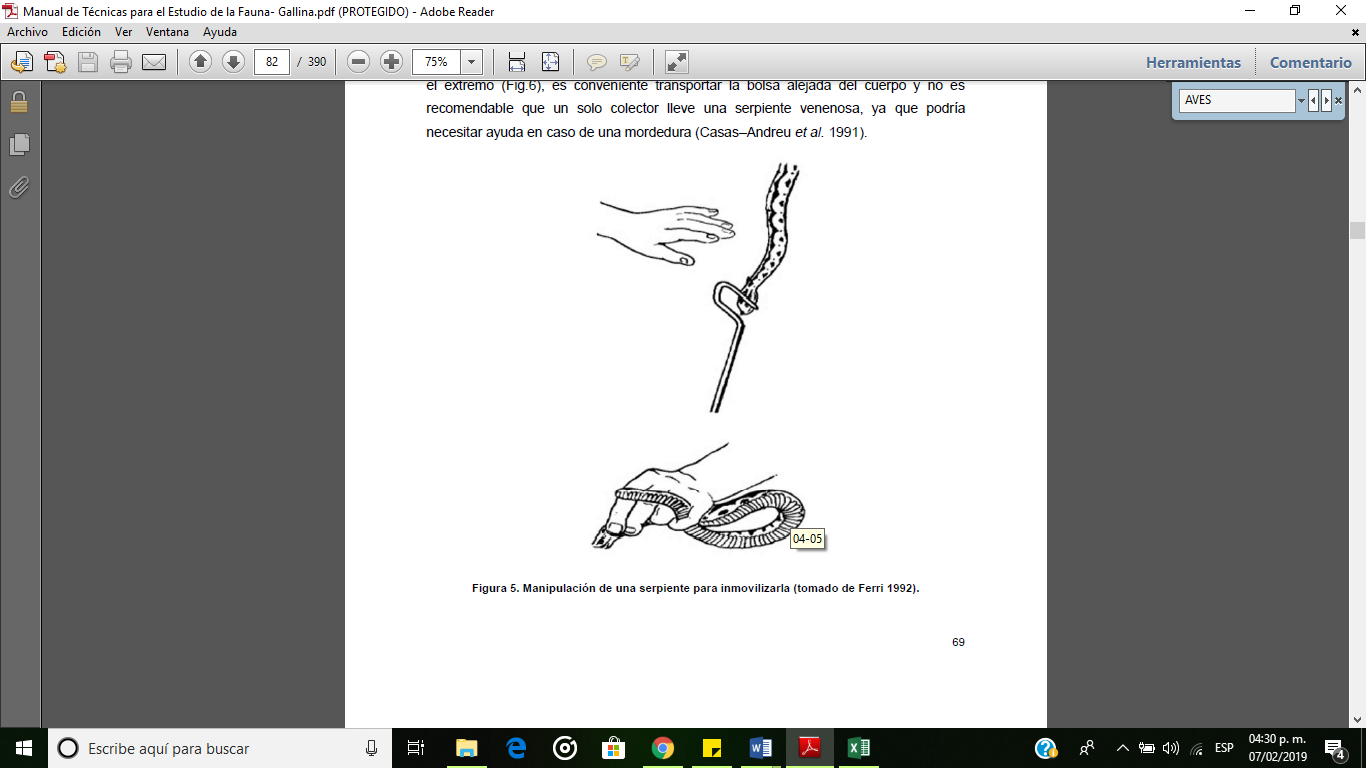 Manual de Técnicas para el Estudio de la Fauna- Gallina.pdf (PROTEGIDO) - Adobe Reader
Archivo Edición Ver Ventana Ayuda
82 / 390 75% Herramientas Comentario
AVES
el extremo (Fig.6), es conveniente transportar la bolsa alejada del cuerpo y no es
recomendable que un solo colector lleve una serpiente venenosa, ya que podría
necesitar ayuda en caso de una mordedura (Casas–Andreu et al. 1991).
04-05
Figura 5. Manipulación de una serpiente para inmovilizarla (tomado de Ferri 1992).
69
Escribe aquí para buscar
ESP
04:30 p. m.
07/02/2019
4